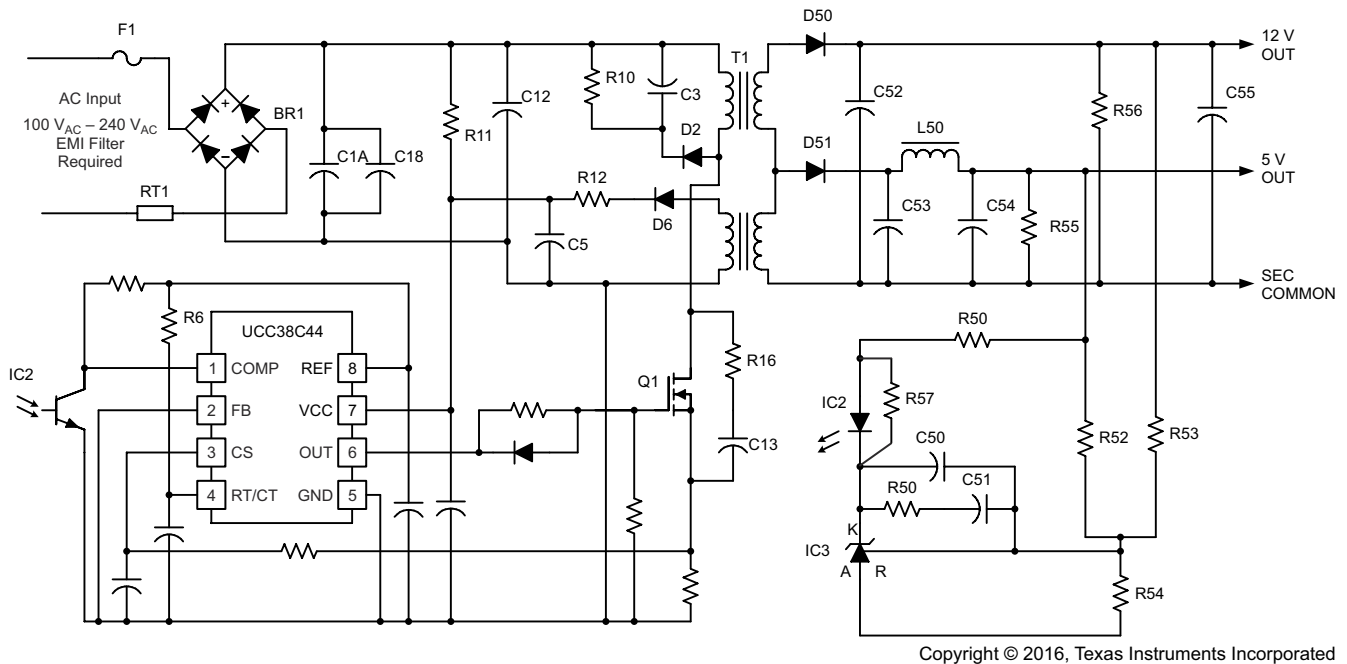 F1
AC Input
100 VAC – 240 VAC
EMI Filter
Required
BR1
+
–
RT1
C1A
C18
R11
C12
R10
C3
D2
T1
R12
D6
C5
D50
D51
C52
L50
C53
C54
R55
R56
C55
12 V
OUT
5 V
OUT
SEC
COMMON
R6
UCC38C44
IC2
1 COMP
REF 8
2 FB
VCC 7
3 CS
OUT 6
4 RT/CT
GND 5
Q1
R16
C13
R50
IC2
R57
C50
R50
C51
R52
R53
K
IC3
A
R
R54
Copyright © 2016, Texas Instruments Incorporated